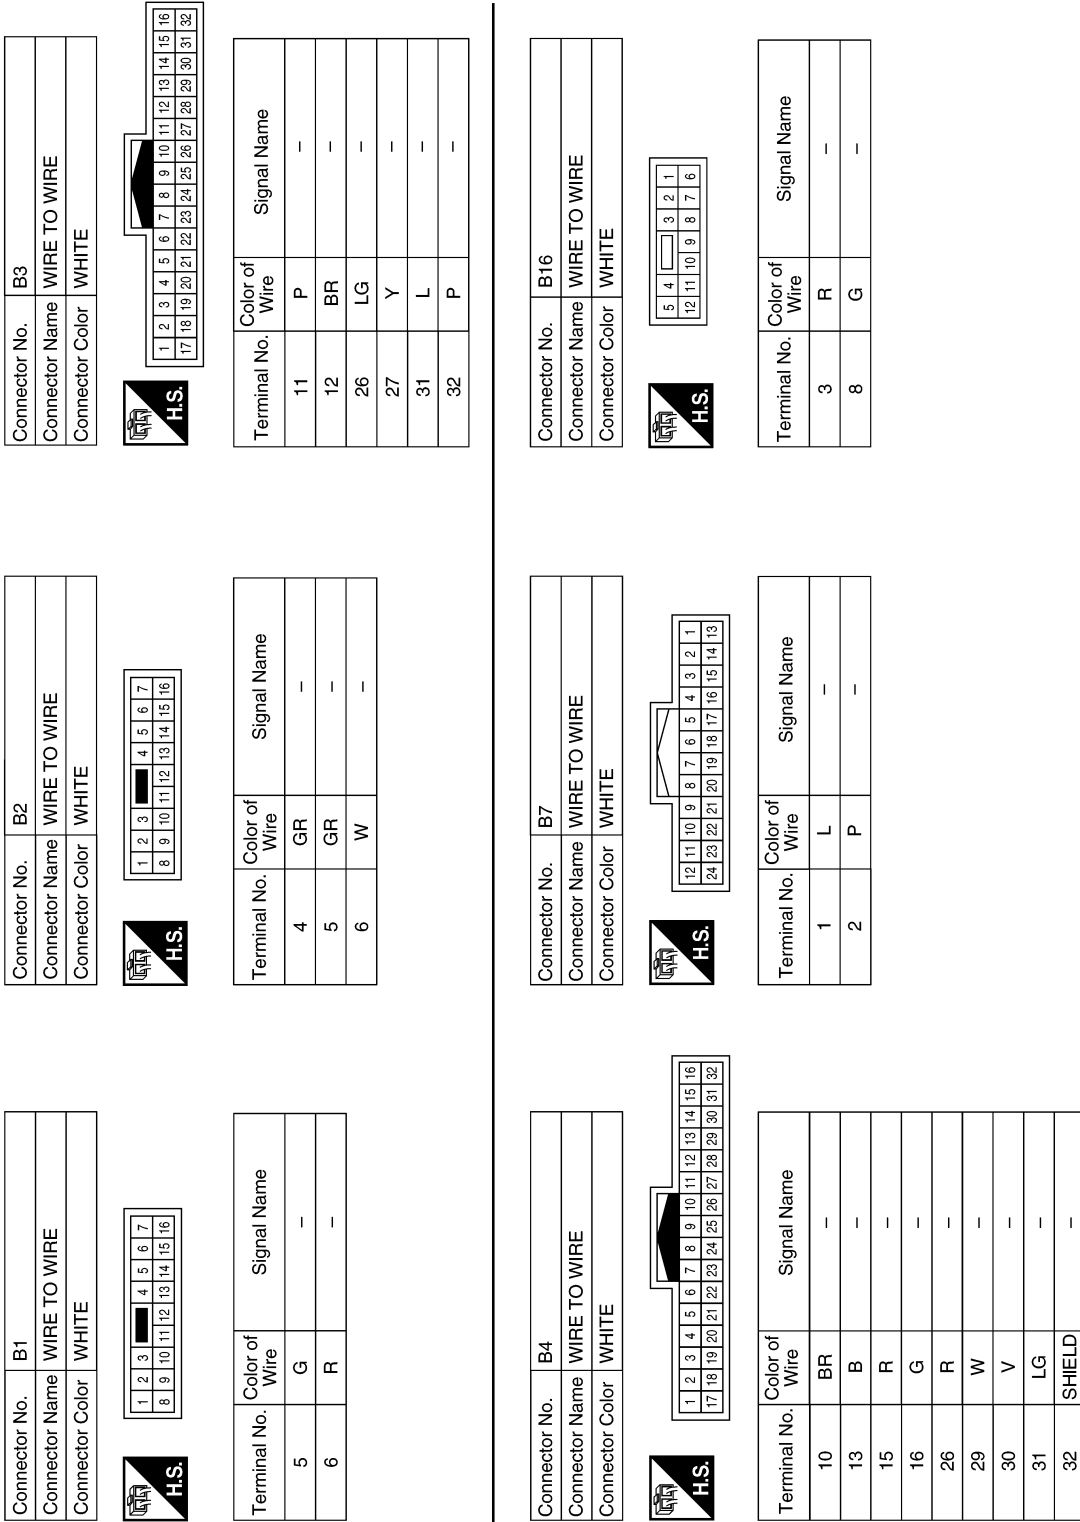 Connector No. B1
Connector Name WIRE TO WIRE
Connector Color WHITE
H.S.
1 2 3 4 5 6 7
8 9 10 11 12 13 14 15 16
Terminal No. Color of Wire Signal Name
5 G –
6 R –
Connector No. B2
Connector Name WIRE TO WIRE
Connector Color WHITE
H.S.
1 2 3 4 5 6 7
8 9 10 11 12 13 14 15 16
Terminal No. Color of Wire Signal Name
4 GR –
5 GR –
6 W –
Connector No. B3
Connector Name WIRE TO WIRE
Connector Color WHITE
H.S.
1 2 3 4 5 6 7 8 9 10 11 12 13 14 15 16
17 18 19 20 21 22 23 24 25 26 27 28 29 30 31 32
Terminal No. Color of Wire Signal Name
11 P –
12 BR –
26 LG –
27 Y –
31 L –
32 P –
Connector No. B4
Connector Name WIRE TO WIRE
Connector Color WHITE
H.S.
1 2 3 4 5 6 7 8 9 10 11 12 13 14 15 16
17 18 19 20 21 22 23 24 25 26 27 28 29 30 31 32
Terminal No. Color of Wire Signal Name
10 BR –
13 B –
15 R –
16 G –
26 R –
29 W –
30 V –
31 LG –
32 SHIELD –
Connector No. B7
Connector Name WIRE TO WIRE
Connector Color WHITE
H.S.
12 11 10 9 8 7 6 5 4 3 2 1
24 23 22 21 20 19 18 17 16 15 14 13
Terminal No. Color of Wire Signal Name
1 L –
2 P –
Connector No. B16
Connector Name WIRE TO WIRE
Connector Color WHITE
H.S.
5 4 3 2 1
12 11 10 9 8 7 6
Terminal No. Color of Wire Signal Name
3 R –
8 G –